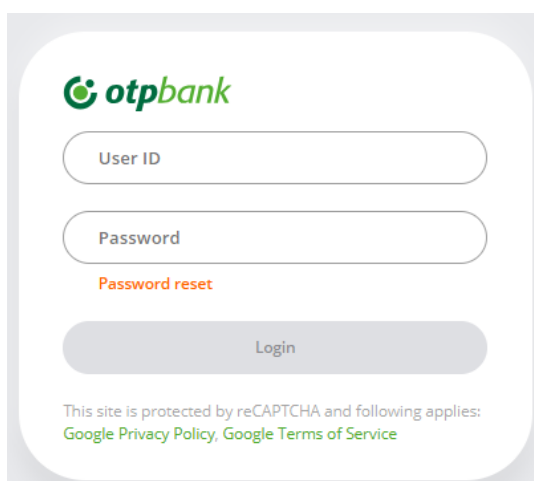 otpbank
User ID
Password
Password reset
Login
This site is protected by reCAPTCHA and following applies:
Google Privacy Policy, Google Terms of Service